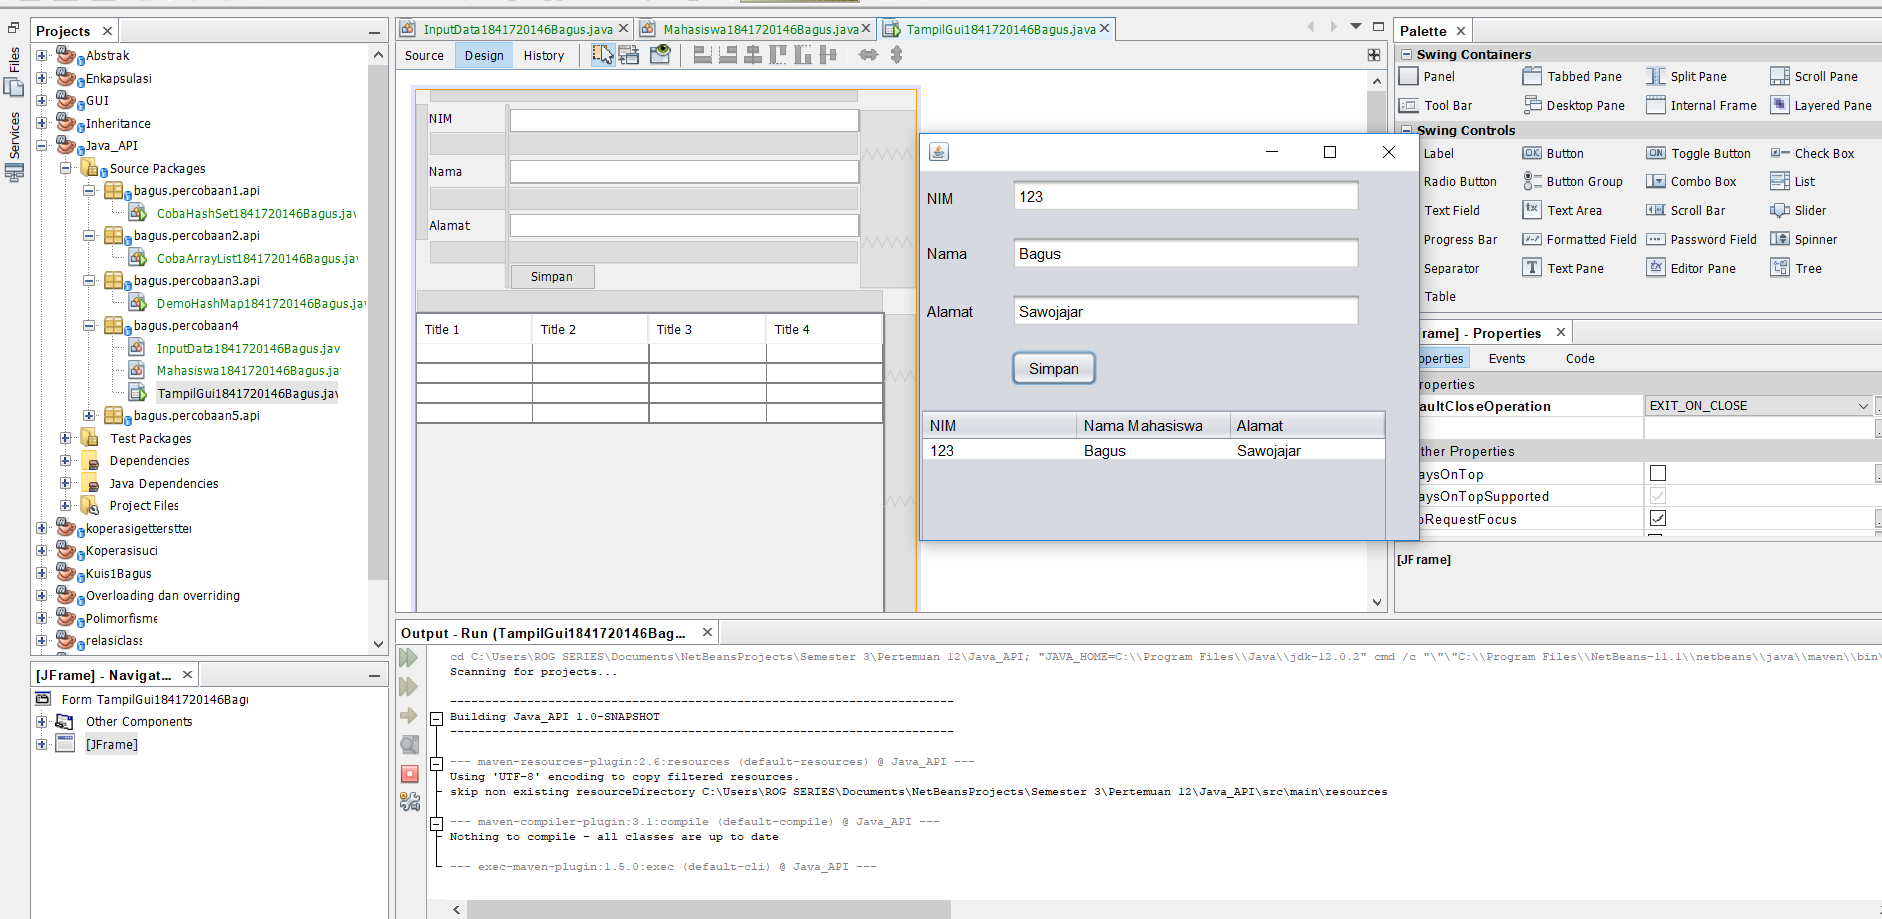 Files
Services
Projects
Abstrak
Enkapsulasi
GUI
Inheritance
Java_API
Source Packages
bagus.percobaan1.api
CobaHashSet1841720146Bagus.jav
bagus.percobaan2.api
CobaArrayList1841720146Bagus.jav
bagus.percobaan3.api
DemoHashMap1841720146Bagus.jav
bagus.percobaan4
InputData1841720146Bagus.jav
Mahasiswa1841720146Bagus.ja
TampilGui1841720146Bagus.jav
bagus.percobaan5.api
Test Packages
Dependencies
Java Dependencies
Project Files
koperasigetterstter
Koperasisuci
Kuis1Bagus
Overloading dan overriding
Polimorfisme
relasiclass
[JFrame] - Navigat...
Form TampilGui1841720146Bagu
Other Components
[JFrame]
InputData1841720146Bagus.java
Mahasiswa1841720146Bagus.java
TampilGui1841720146Bagus.java
Source Design History
NIM
Nama
Alamat
Simpan
Title 1 Title 2 Title 3 Title 4
NIM 123
Nama Bagus
Alamat Sawojajar
Simpan
NIM Nama Mahasiswa Alamat
123 Bagus Sawojajar
Palette
Swing Containers
Panel Tabbed Pane Split Pane Scroll Pane
Tool Bar Desktop Pane Internal Frame Layered Pane
Swing Controls
Label Button Toggle Button Check Box
Radio Button Button Group Combo Box List
Text Field Text Area Scroll Bar Slider
Progress Bar Formatted Field Password Field Spinner
Separator Text Pane Editor Pane Tree
Table
rame] - Properties
operties Events Code
roperties
aultCloseOperation EXIT_ON_CLOSE
ther Properties
aysOnTop
aysOnTopSupported
oRequestFocus
[JFrame]
Output - Run (TampilGui1841720146Bag...
cd C:\Users\ROG SERIES\Documents\NetBeansProjects\Semester 3\Pertemuan 12\Java_API; "JAVA_HOME=C:\\Program Files\\Java\\jdk-12.0.2" cmd /c "\"\"C:\\Program Files\\NetBeans-11.1\\netbeans\\java\\maven\\bin\
Scanning for projects...
------------------------------------------------------------------------
Building Java_API 1.0-SNAPSHOT
------------------------------------------------------------------------
--- maven-resources-plugin:2.6:resources (default-resources) @ Java_API ---
Using 'UTF-8' encoding to copy filtered resources.
skip non existing resourceDirectory C:\Users\ROG SERIES\Documents\NetBeansProjects\Semester 3\Pertemuan 12\Java_API\src\main\resources
--- maven-compiler-plugin:3.1:compile (default-compile) @ Java_API ---
Nothing to compile - all classes are up to date
--- exec-maven-plugin:1.5.0:exec (default-cli) @ Java_API ---